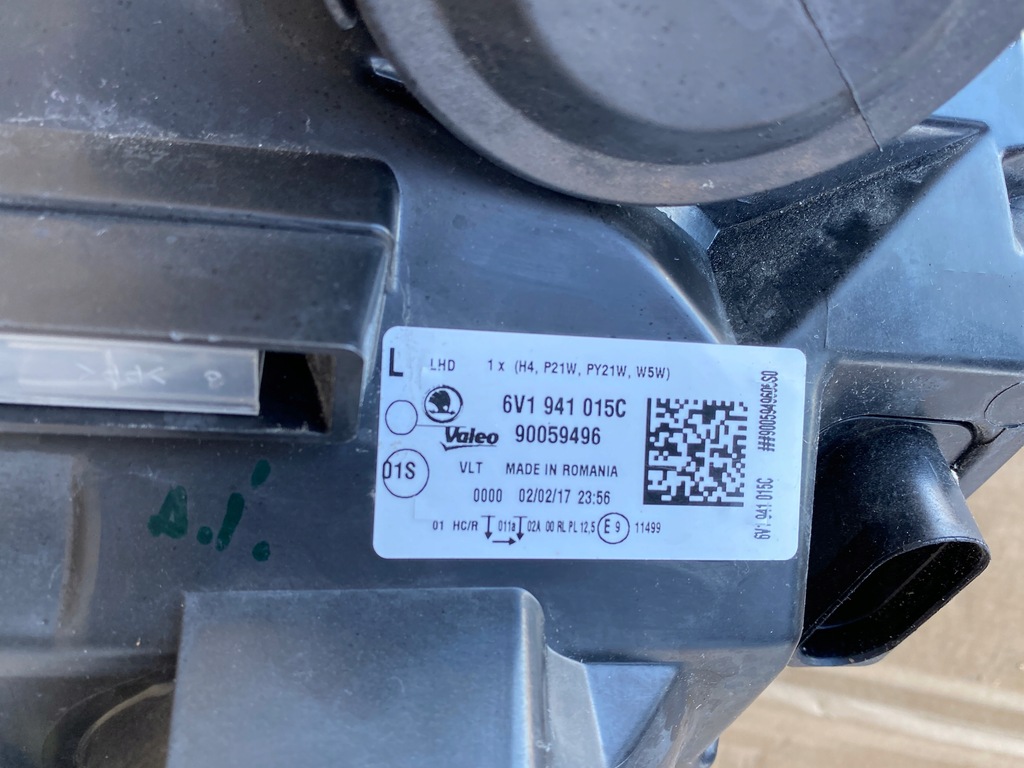 L LHD 1 x (H4, P21W, PY21W, W5W)
6V1 941 015C
Valeo 90059496
01S VLT MADE IN ROMANIA
0000 02/02/17 23:56
01 HC/R 011a 02A 00 RL PL 12,5 E 9 11499
6V1 941 015C
A.i.